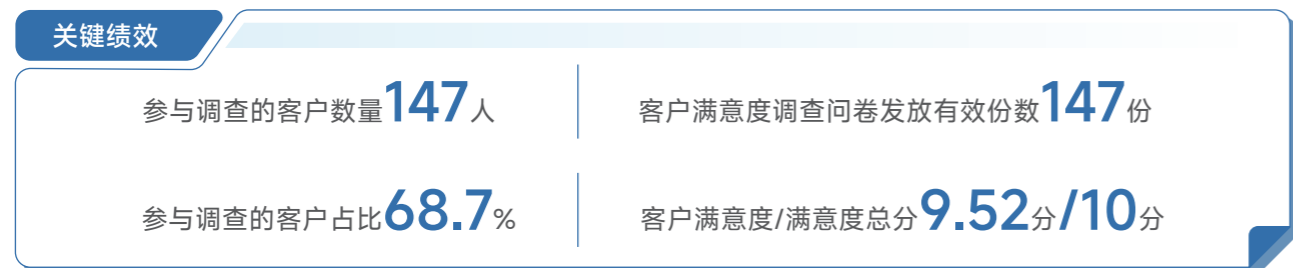 关键绩效
参与调查的客户数量147人
客户满意度调查问卷发放有效份数147份
参与调查的客户占比68.7%
客户满意度/满意度总分9.52分/10分